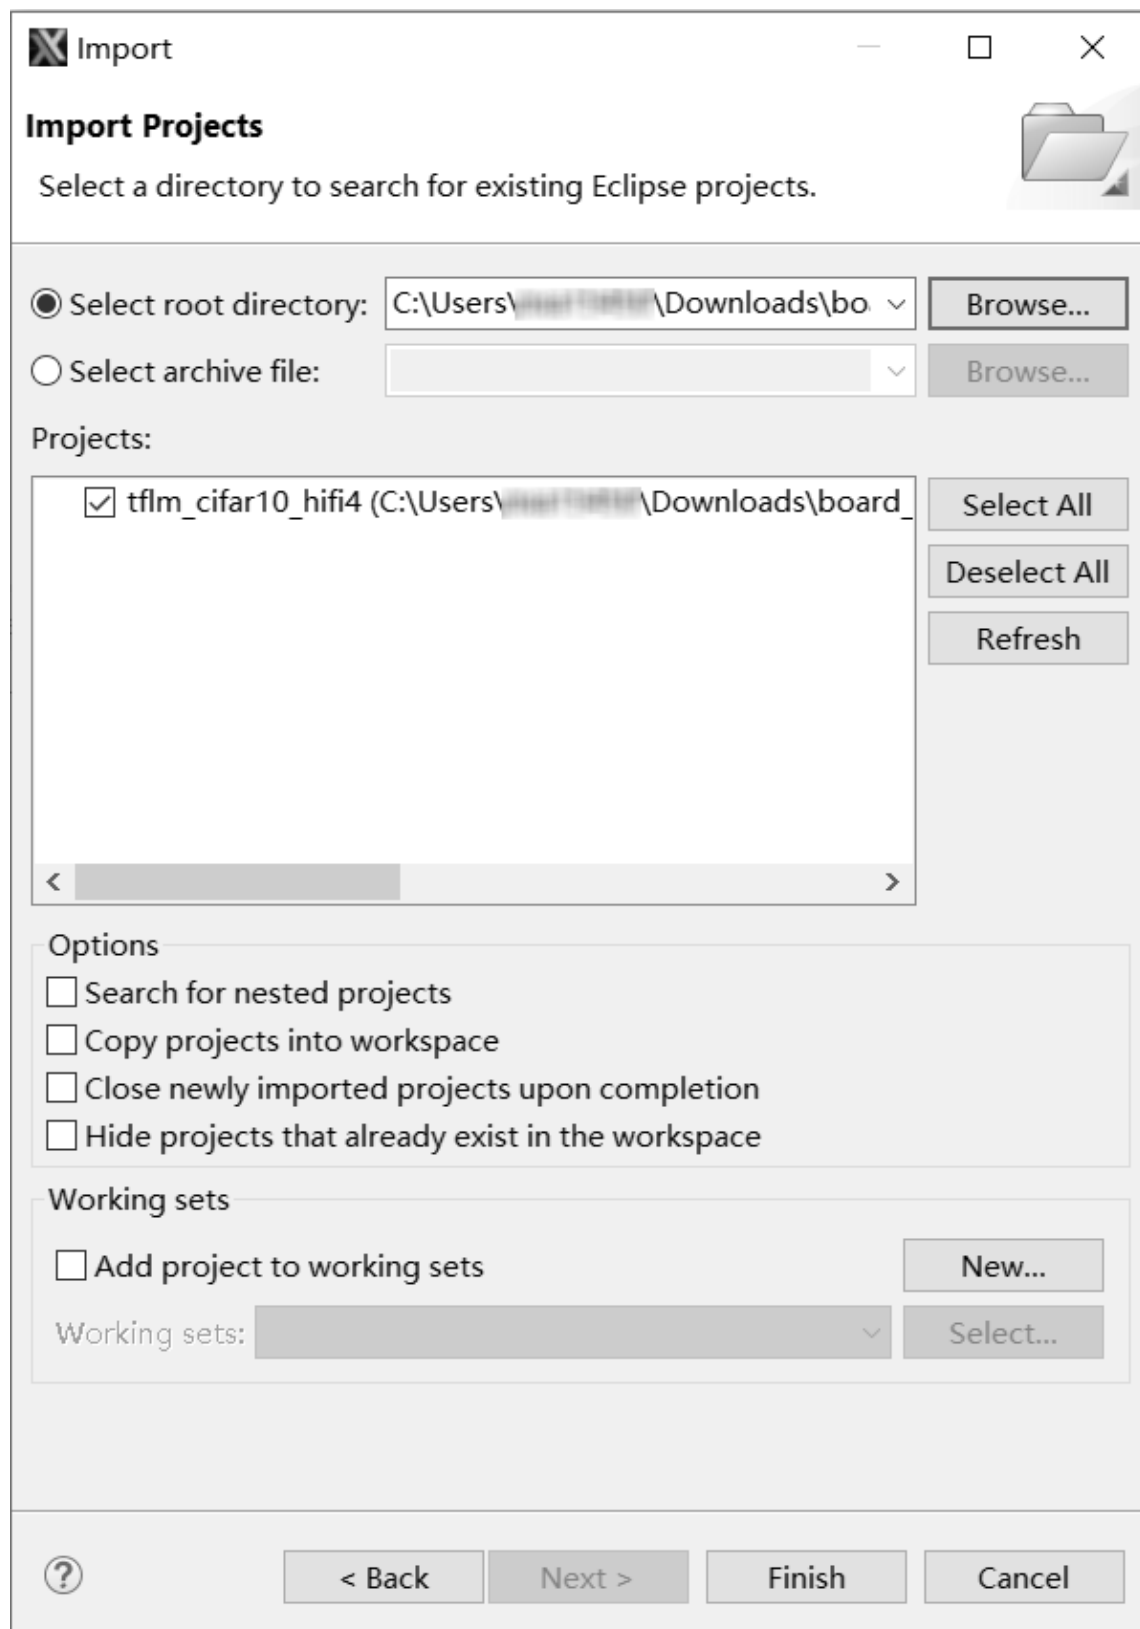 Import
Import Projects
Select a directory to search for existing Eclipse projects.
Select root directory: C:\Users\ \Downloads\bo Browse...
Select archive file: Browse...
Projects:
tflm_cifar10_hifi4 (C:\Users\ \Downloads\board_
Select All
Deselect All
Refresh
Options
Search for nested projects
Copy projects into workspace
Close newly imported projects upon completion
Hide projects that already exist in the workspace
Working sets
Add project to working sets New...
Working sets: Select...
? < Back Next > Finish Cancel